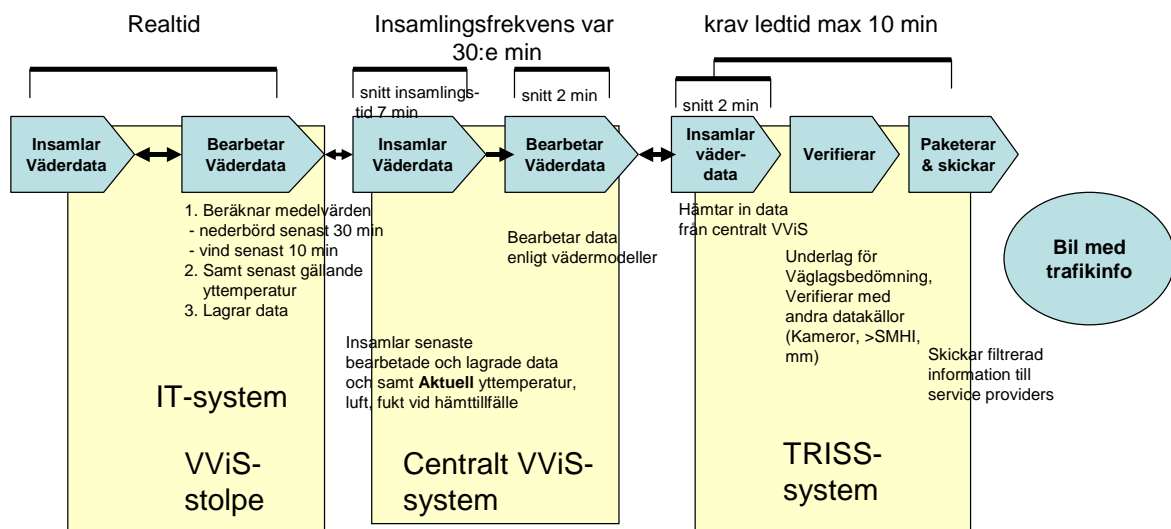 Realtid
Insamlingsfrekvens var
30:e min
krav ledtid max 10 min
snitt insamlings-
tid 7 min
snitt 2 min
snitt 2 min
Insamlar
Väderdata
Bearbetar
Väderdata
Insamlar
Väderdata
Bearbetar
Väderdata
Insamlar
väder-
data
Verifierar
Paketerar
& skickar
1. Beräknar medelvärden
- nederbörd senast 30 min
- vind senast 10 min
2. Samt senast gällande
yttemperatur
3. Lagrar data
Insamlar senaste
bearbetade och lagrade data
och samt Aktuell yttemperatur,
luft, fukt vid hämttillfälle
Bearbetar data
enligt vädermodeller
Hämtar in data
från centralt VViS
Underlag för
Väglagsbedömning,
Verifierar med
andra datakällor
(Kameror, >SMHI,
mm)
Skickar filtrerad
information till
service providers
Bil med
trafikinfo
IT-system
VViS-
stolpe
Centralt VViS-
system
TRISS-
system